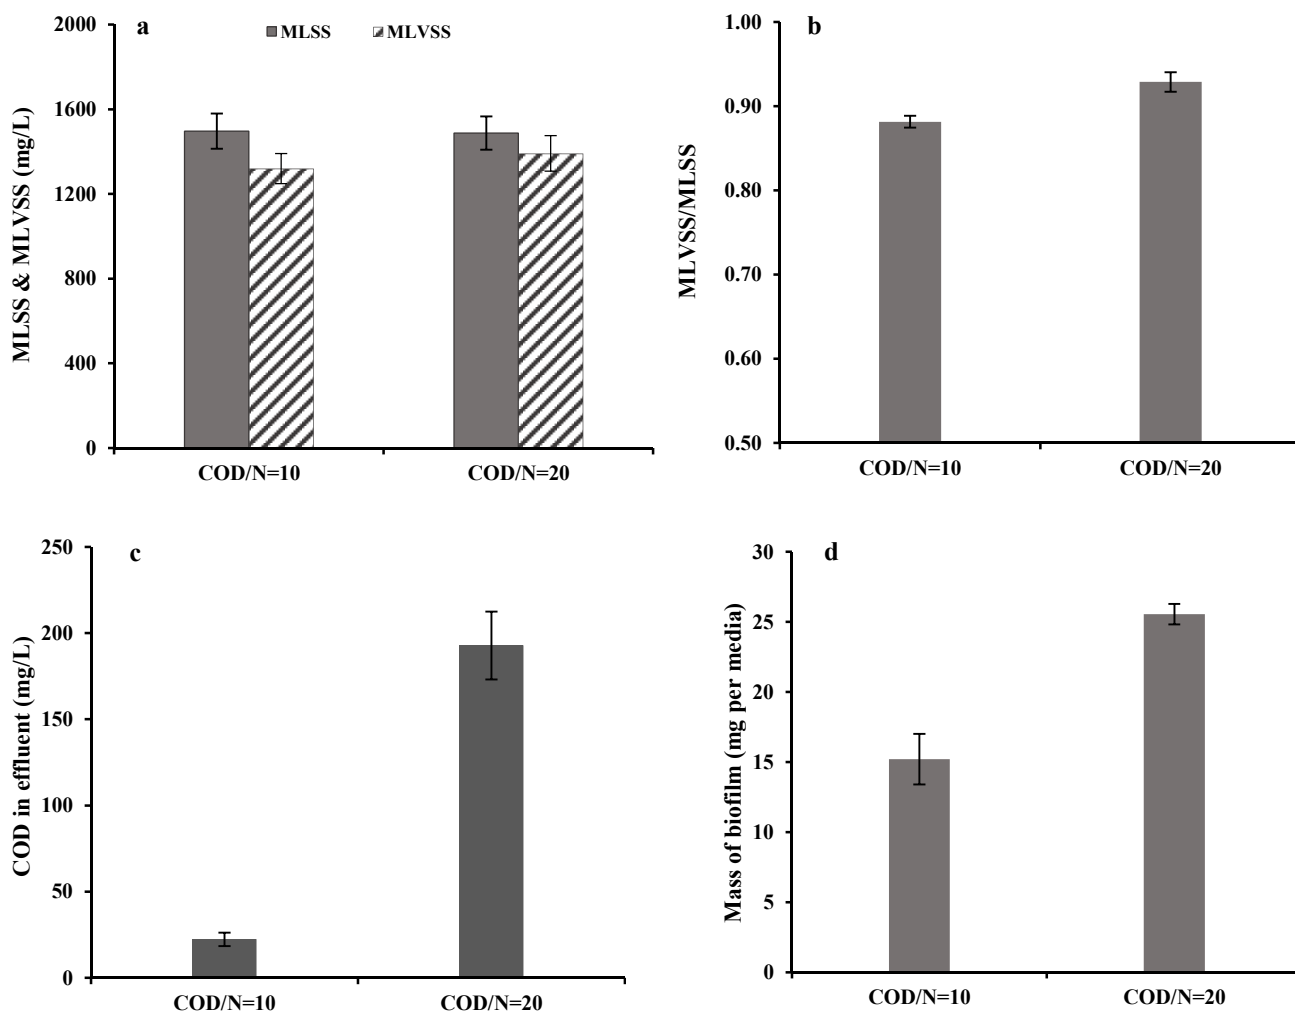 a
MLSS
MLVSS
MLSS & MLVSS (mg/L)
2000
1600
1200
800
400
0
COD/N=10
COD/N=20
b
MLVSS/MLSS
1.00
0.90
0.80
0.70
0.60
0.50
COD/N=10
COD/N=20
c
COD in effluent (mg/L)
250
200
150
100
50
0
COD/N=10
COD/N=20
d
Mass of biofilm (mg per media)
30
25
20
15
10
5
0
COD/N=10
COD/N=20